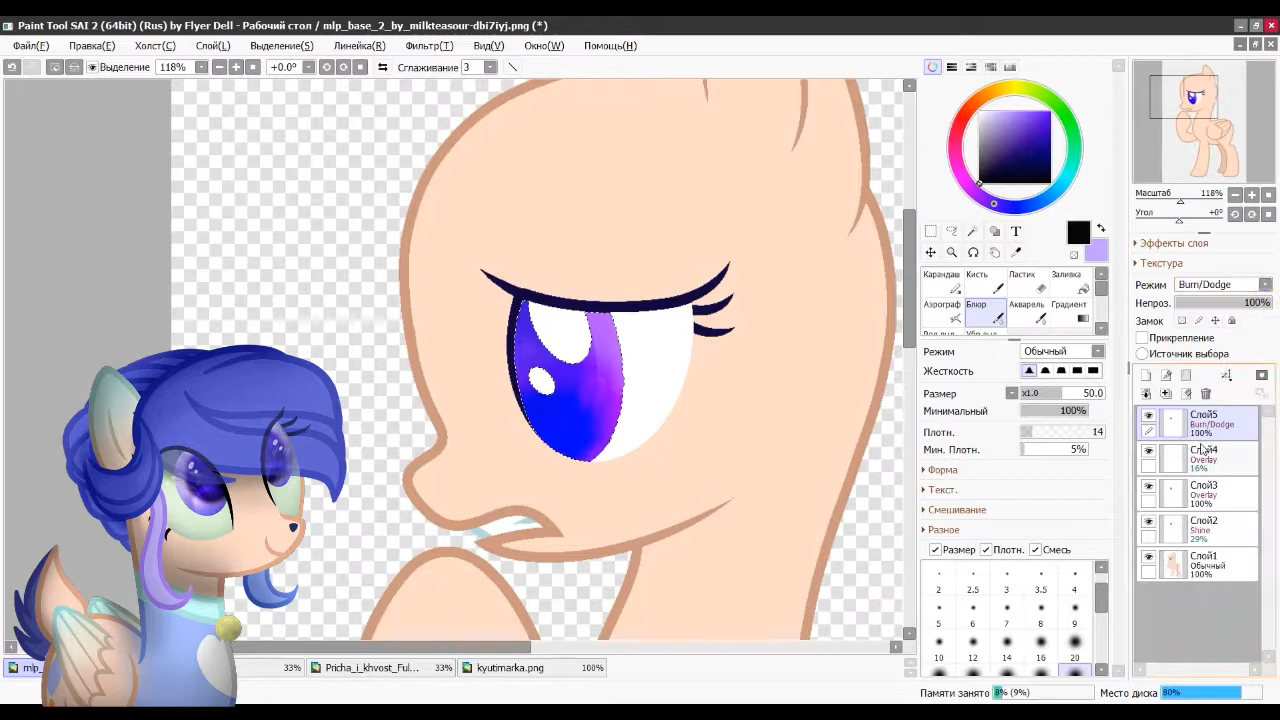 Paint Tool SAI 2 (64bit) (Rus) by Flyer Dell - Рабочий стол / mlp_base_2_by_milkteasour-dbi7iyj.png (*)
Файл(F) Правка(E) Холст(C) Слой(L) Выделение(S) Линейка(R) Фильтр(T) Вид(V) Окно(W) Помощь(H)
Выделение 118% +0.0° Сглаживание 3
Масштаб 118%
Угол +0°
Эффекты слоя
Текстура
Режим Burn/Dodge
Непроз. 100%
Замок
Прикрепление
Источник выбора
T
Карандаш Кисть Ластик Заливка
Аэрограф Блюр Акварель Градиент
Режим Обычный
Жесткость
Размер x1.0 50.0
Минимальный 100%
Плотн. 14
Мин. Плотн. 5%
Форма
Текст.
Смешивание
Разное
Размер Плотн. Смесь
2 2.5 3 3.5 4
5 6 7 8 9
10 12 14 16 20
Слой5
Burn/Dodge
100%
Слой4
Overlay
16%
Слой3
Overlay
100%
Слой2
Shine
29%
Слой1
Обычный
100%
mlp_ 33% Pricha_i_khvost_Ful... 33% kyutimarka.png 100%
Памяти занято 8% (9%) Место диска 80%